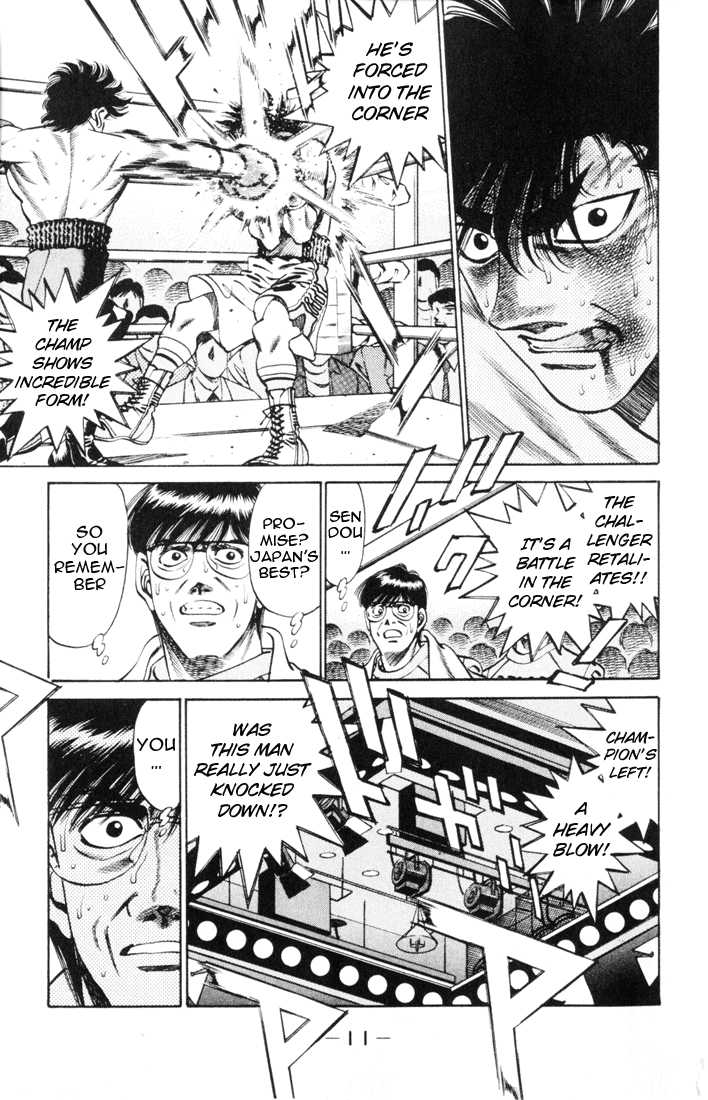 HE'S
FORCED
INTO THE
CORNER
THE
CHAMP
SHOWS
INCREDIBLE
FORM!
THE
CHAL-
LENGER
RETALI-
ATES!!
IT'S A
BATTLE
IN THE
CORNER!
SEN
DOU
...
PRO-
MISE?
JAPAN'S
BEST?
SO
YOU
REMEM-
BER
CHAM-
PION'S
LEFT!
A
HEAVY
BLOW!
WAS
THIS MAN
REALLY JUST
KNOCKED
DOWN!?
YOU
...
P
P
P
-11-